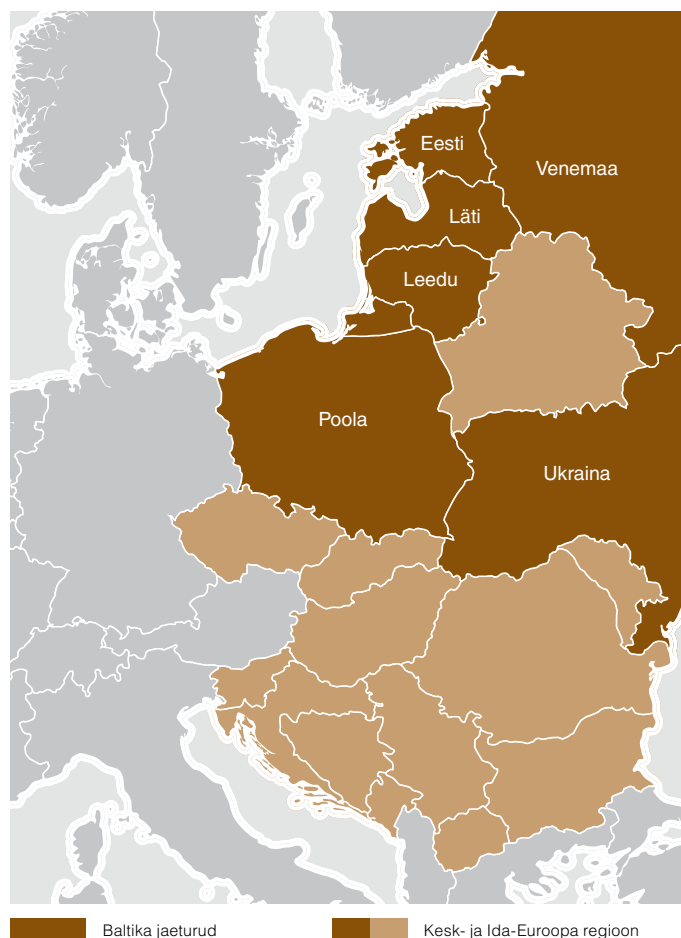 Eesti
Venemaa
Läti
Leedu
Poola
Ukraina
Baltika jaeturud
Kesk- ja Ida-Euroopa regioon